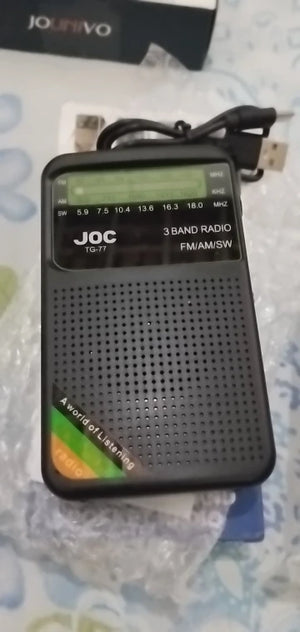 JOUNIVO
FM MHZ
KHZ
AM
SW 5.9 7.5 10.4 13.6 16.3 18.0 MHZ
JOC
TG-77
3 BAND RADIO
FM/AM/SW
A world of Listening
radio